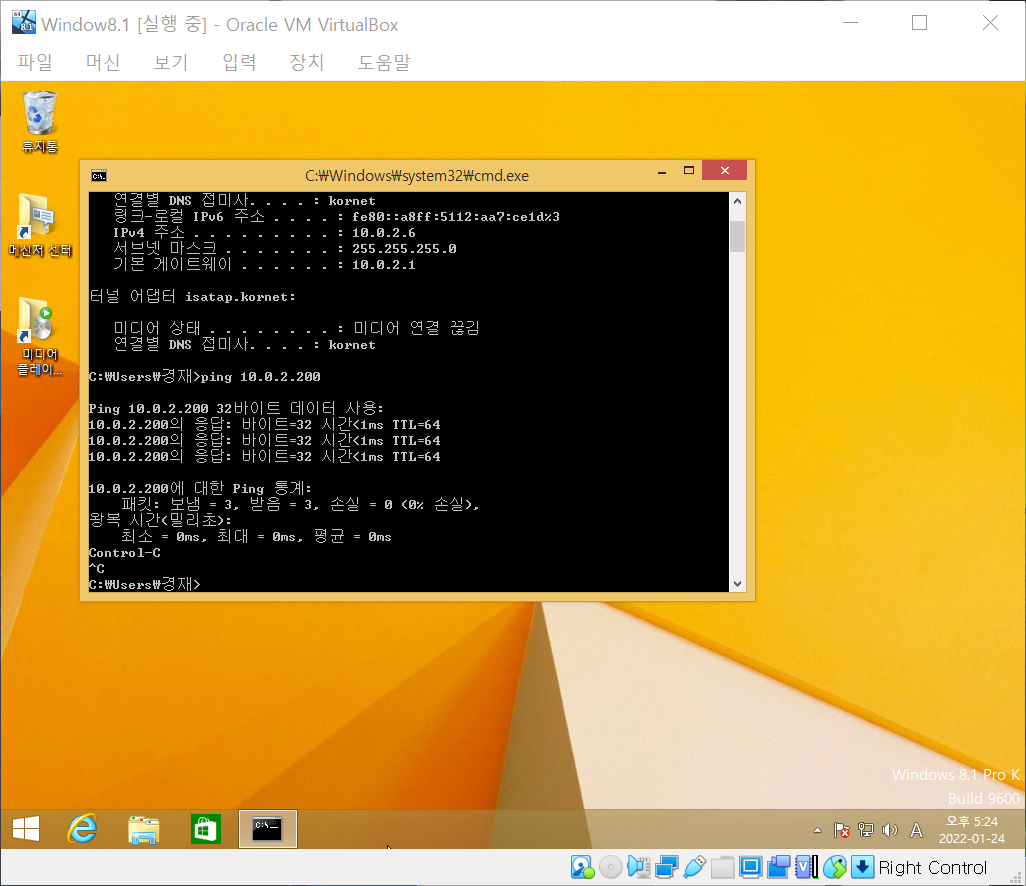 Window8.1 [실행 중] - Oracle VM VirtualBox
파일 머신 보기 입력 장치 도움말
휴지통
메신저 센터
미디어
플레이...
C:\Windows\system32\cmd.exe
연결별 DNS 접미사. . . . : kornet
링크-로컬 IPv6 주소 . . . . : fe80::a8ff:5112:aa7:ce1d%3
IPv4 주소 . . . . . . . . . : 10.0.2.6
서브넷 마스크 . . . . . . . : 255.255.255.0
기본 게이트웨이 . . . . . . : 10.0.2.1
터널 어댑터 isatap.kornet:
미디어 상태 . . . . . . . . : 미디어 연결 끊김
연결별 DNS 접미사. . . . : kornet
C:₩Users₩경재>ping 10.0.2.200
Ping 10.0.2.200 32바이트 데이터 사용:
10.0.2.200의 응답: 바이트=32 시간<1ms TTL=64
10.0.2.200의 응답: 바이트=32 시간<1ms TTL=64
10.0.2.200의 응답: 바이트=32 시간<1ms TTL=64
10.0.2.200에 대한 Ping 통계:
패킷: 보냄 = 3, 받음 = 3, 손실 = 0 (0% 손실),
왕복 시간(밀리초):
최소 = 0ms, 최대 = 0ms, 평균 = 0ms
Control-C
^C
C:₩Users₩경재>
Windows 8.1 Pro K
Build 9600
A
오후 5:24
2022-01-24
Right Control